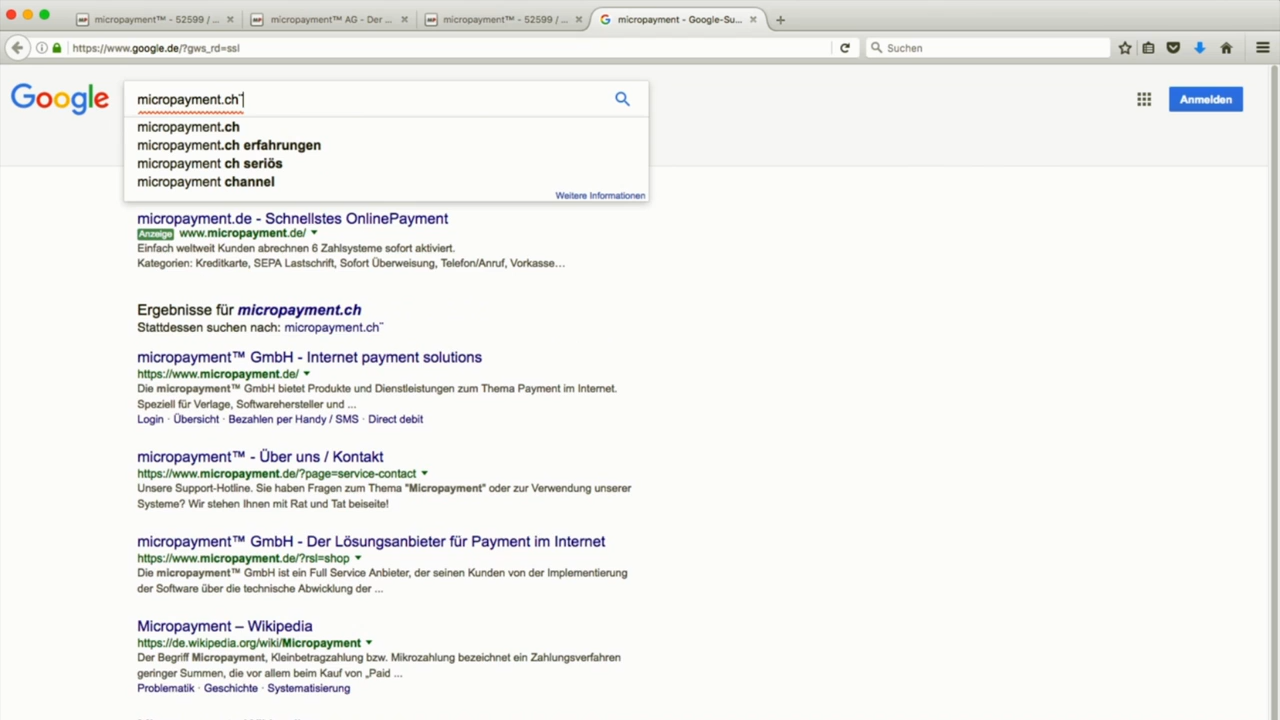 micropayment™ - 52599 / ...
micropayment™ AG - Der ...
micropayment™ - 52599 / ...
micropayment - Google-Su...
https://www.google.de/?gws_rd=ssl
Suchen
Google
micropayment.ch¨
Anmelden
micropayment.ch
micropayment.ch erfahrungen
micropayment ch seriös
micropayment channel
Weitere Informationen
micropayment.de - Schnellstes OnlinePayment
Anzeige www.micropayment.de/
Einfach weltweit Kunden abrechnen 6 Zahlsysteme sofort aktiviert.
Kategorien: Kreditkarte, SEPA Lastschrift, Sofort Überweisung, Telefon/Anruf, Vorkasse…
Ergebnisse für micropayment.ch
Stattdessen suchen nach: micropayment.ch¨
micropayment™ GmbH - Internet payment solutions
https://www.micropayment.de/
Die micropayment™ GmbH bietet Produkte und Dienstleistungen zum Thema Payment im Internet.
Speziell für Verlage, Softwarehersteller und ...
Login · Übersicht · Bezahlen per Handy / SMS · Direct debit
micropayment™ - Über uns / Kontakt
https://www.micropayment.de/?page=service-contact
Unsere Support-Hotline. Sie haben Fragen zum Thema "Micropayment" oder zur Verwendung unserer
Systeme? Wir stehen Ihnen mit Rat und Tat beiseite!
micropayment™ GmbH - Der Lösungsanbieter für Payment im Internet
https://www.micropayment.de/?rsl=shop
Die micropayment™ GmbH ist ein Full Service Anbieter, der seinen Kunden von der Implementierung
der Software über die technische Abwicklung der ...
Micropayment – Wikipedia
https://de.wikipedia.org/wiki/Micropayment
Der Begriff Micropayment, Kleinbetragzahlung bzw. Mikrozahlung bezeichnet ein Zahlungsverfahren
geringer Summen, die vor allem beim Kauf von „Paid ...
Problematik · Geschichte · Systematisierung